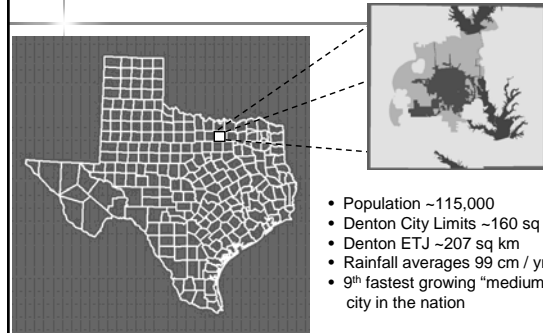 • Population ~115,000
• Denton City Limits ~160 sq
• Denton ETJ ~207 sq km
• Rainfall averages 99 cm / yr
• 9th fastest growing “medium
city in the nation